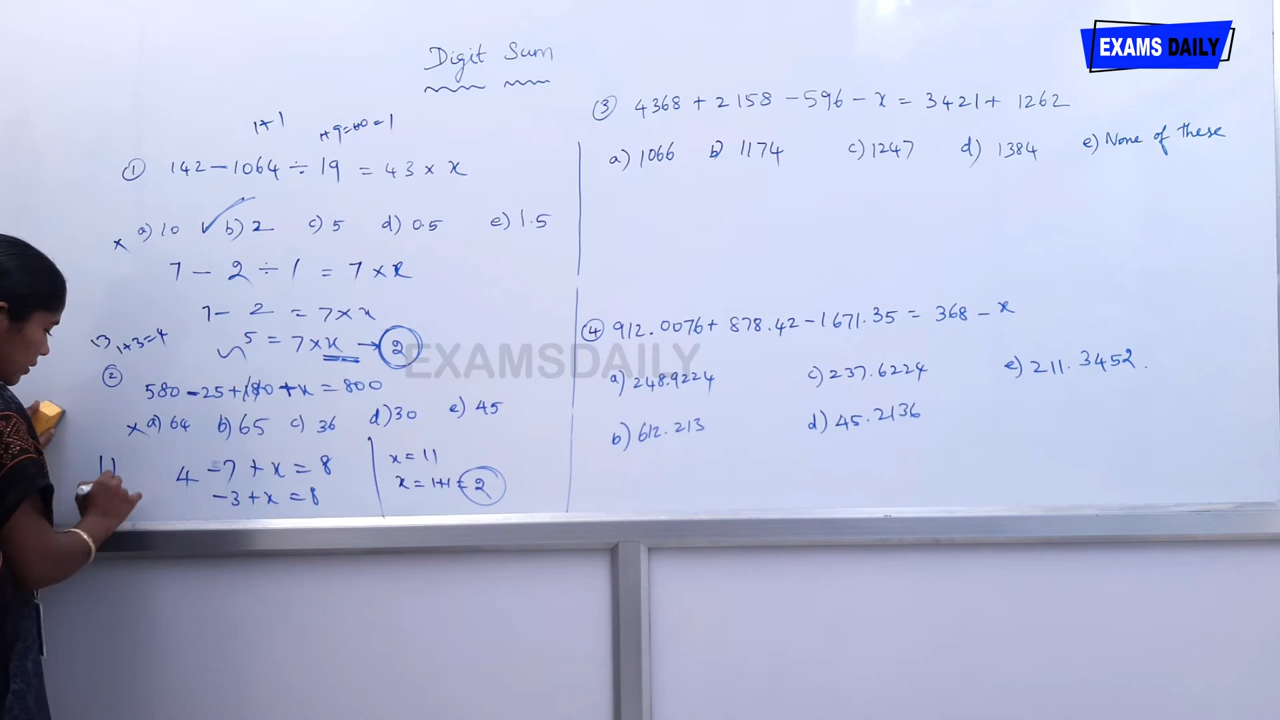 EXAMS DAILY
Digit Sum
1+1
1+9=10=1
① 142 - 1064 ÷ 19 = 43 × x
a) 10 b) 2 c) 5 d) 0.5 e) 1.5
7 - 2 ÷ 1 = 7 × x
7 - 2 = 7 × x
5 = 7 × x → 2
13 1+3=4
② 580 - 25 + 180 + x = 800
a) 64 b) 65 c) 36 d) 30 e) 45
4 - 7 + x = 8
-3 + x = 8
x = 11
x = 1+1 = 2
11
③ 4368 + 2158 - 596 - x = 3421 + 1262
a) 1066 b) 1174 c) 1247 d) 1384 e) None of these
④ 912.0076 + 878.42 - 1671.35 = 368 - x
a) 248.9224 c) 237.6224 e) 211.3452.
b) 612.213 d) 45.2136
EXAMSDAILY